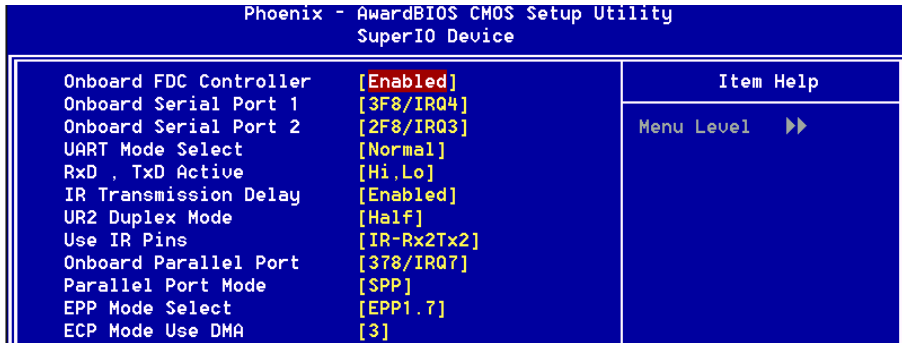 Phoenix - AwardBIOS CMOS Setup Utility
SuperIO Device
Onboard FDC Controller [Enabled]
Onboard Serial Port 1 [3F8/IRQ4]
Onboard Serial Port 2 [2F8/IRQ3]
UART Mode Select [Normal]
RxD , TxD Active [Hi,Lo]
IR Transmission Delay [Enabled]
UR2 Duplex Mode [Half]
Use IR Pins [IR-Rx2Tx2]
Onboard Parallel Port [378/IRQ7]
Parallel Port Mode [SPP]
EPP Mode Select [EPP1.7]
ECP Mode Use DMA [3]
Item Help
Menu Level